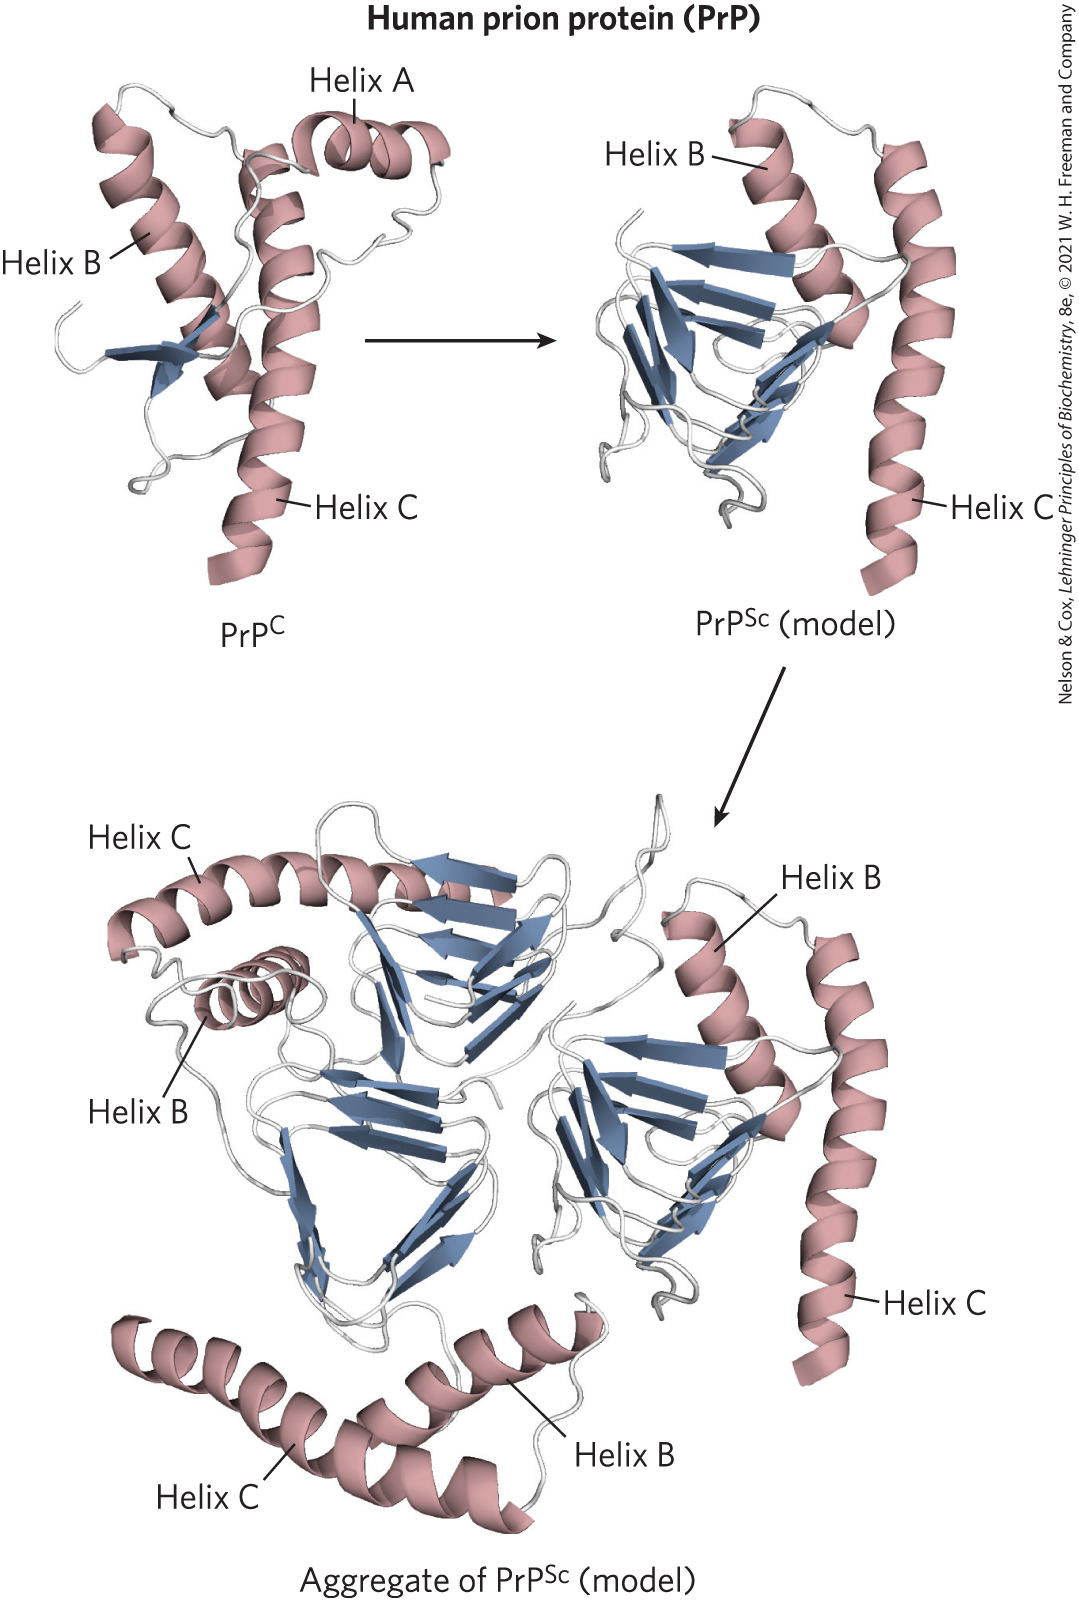 Human prion protein (PrP)
Helix A
Helix B
Helix B
Helix C
Helix C
PrPC
PrPSc (model)
Helix C
Helix B
Helix B
Helix C
Helix B
Helix C
Aggregate of PrPSc (model)
Nelson & Cox, Lehninger Principles of Biochemistry, 8e, © 2021 W. H. Freeman and Company